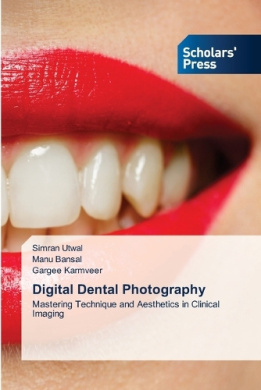 Scholars'
Press
Simran Utwal
Manu Bansal
Gargee Karmveer
Digital Dental Photography
Mastering Technique and Aesthetics in Clinical
Imaging